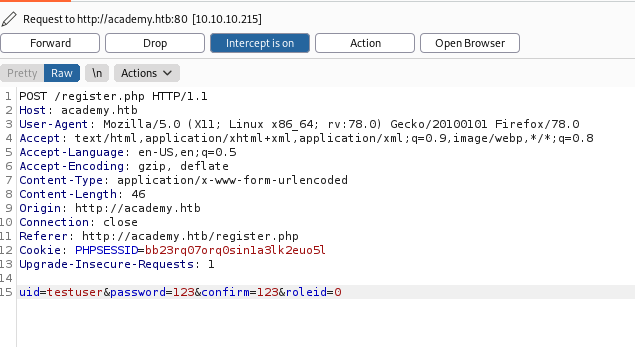 Request to http://academy.htb:80 [10.10.10.215]
Forward Drop Intercept is on Action Open Browser
Pretty Raw \n Actions
1 POST /register.php HTTP/1.1
2 Host: academy.htb
3 User-Agent: Mozilla/5.0 (X11; Linux x86_64; rv:78.0) Gecko/20100101 Firefox/78.0
4 Accept: text/html,application/xhtml+xml,application/xml;q=0.9,image/webp,*/*;q=0.8
5 Accept-Language: en-US,en;q=0.5
6 Accept-Encoding: gzip, deflate
7 Content-Type: application/x-www-form-urlencoded
8 Content-Length: 46
9 Origin: http://academy.htb
10 Connection: close
11 Referer: http://academy.htb/register.php
12 Cookie: PHPSESSID=bb23rq07orq0sin1a3lk2euo5l
13 Upgrade-Insecure-Requests: 1
14
15 uid=testuser&password=123&confirm=123&roleid=0